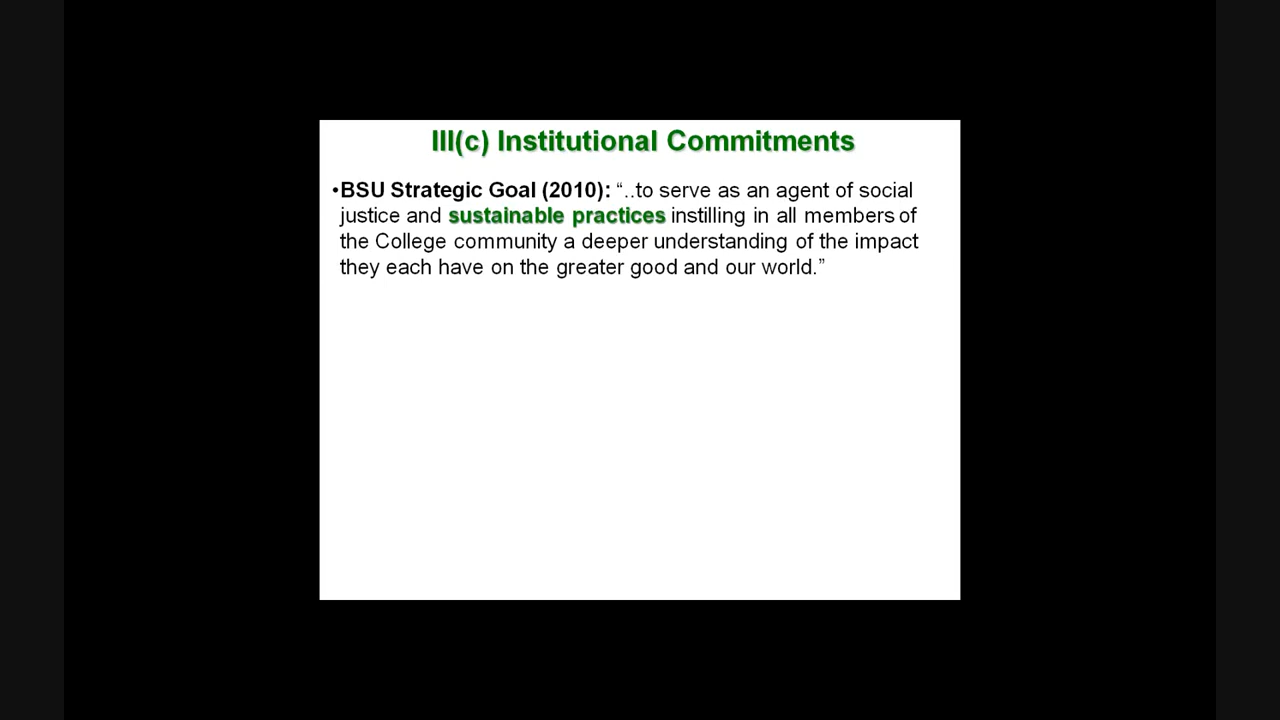 III(c) Institutional Commitments
•BSU Strategic Goal (2010): “..to serve as an agent of social
justice and sustainable practices instilling in all members of
the College community a deeper understanding of the impact
they each have on the greater good and our world.”